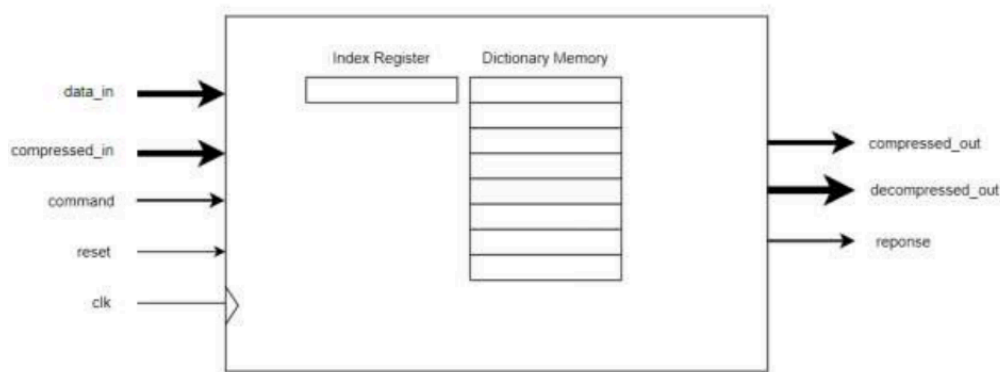 Index Register
Dictionary Memory
data_in
compressed_in
command
reset
clk
compressed_out
decompressed_out
reponse